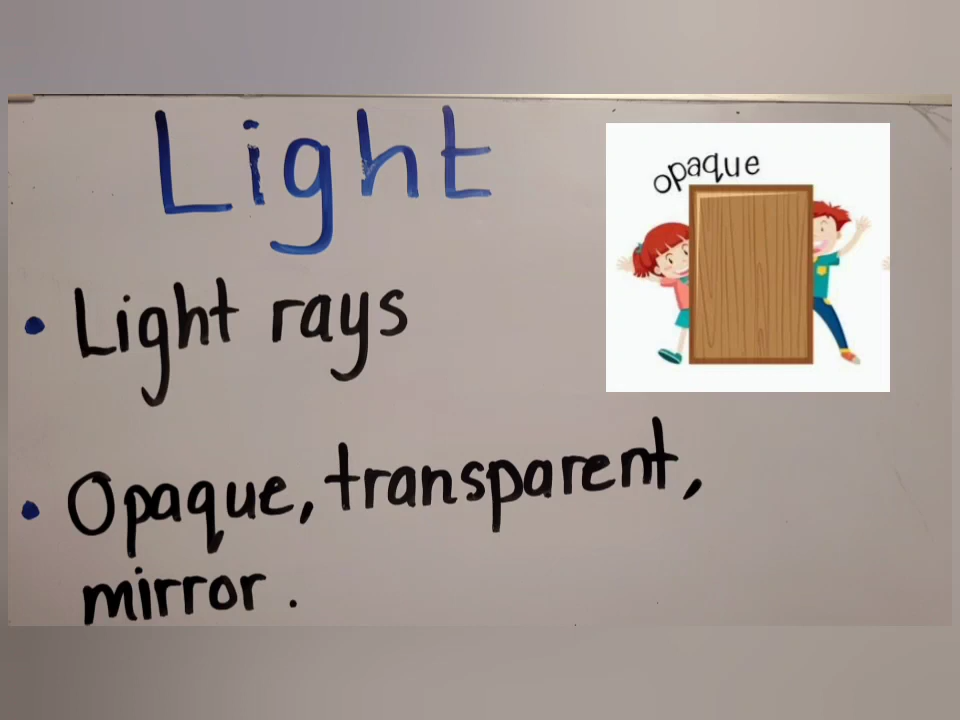 Light
opaque
• Light rays
• Opaque, transparent,
mirror.